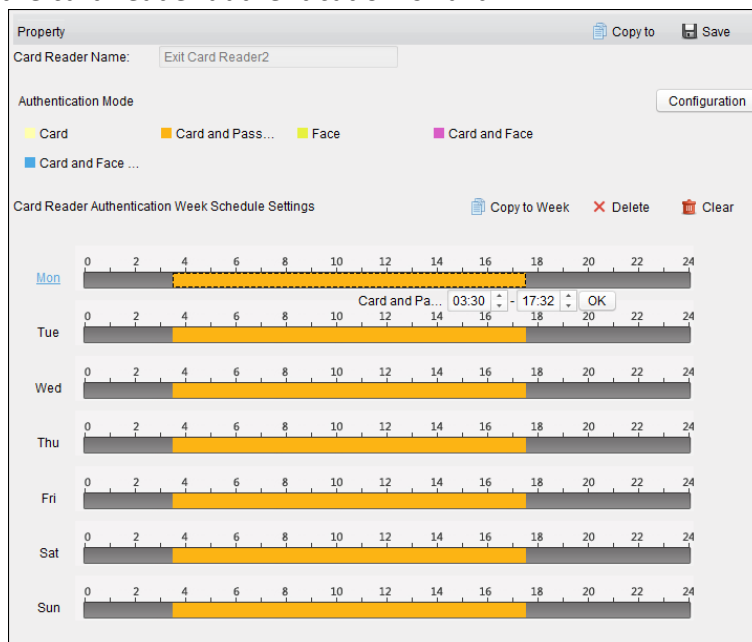 Property Copy to Save
Card Reader Name: Exit Card Reader2
Authentication Mode Configuration
Card Card and Pass... Face Card and Face
Card and Face ...
Card Reader Authentication Week Schedule Settings Copy to Week Delete Clear
0 2 4 6 8 10 12 14 16 18 20 22 24
Mon
Card and Pa... 03:30 - 17:32 OK
0 2 4 6 8 10 12 14 16 18 20 22 24
Tue
0 2 4 6 8 10 12 14 16 18 20 22 24
Wed
0 2 4 6 8 10 12 14 16 18 20 22 24
Thu
0 2 4 6 8 10 12 14 16 18 20 22 24
Fri
0 2 4 6 8 10 12 14 16 18 20 22 24
Sat
0 2 4 6 8 10 12 14 16 18 20 22 24
Sun